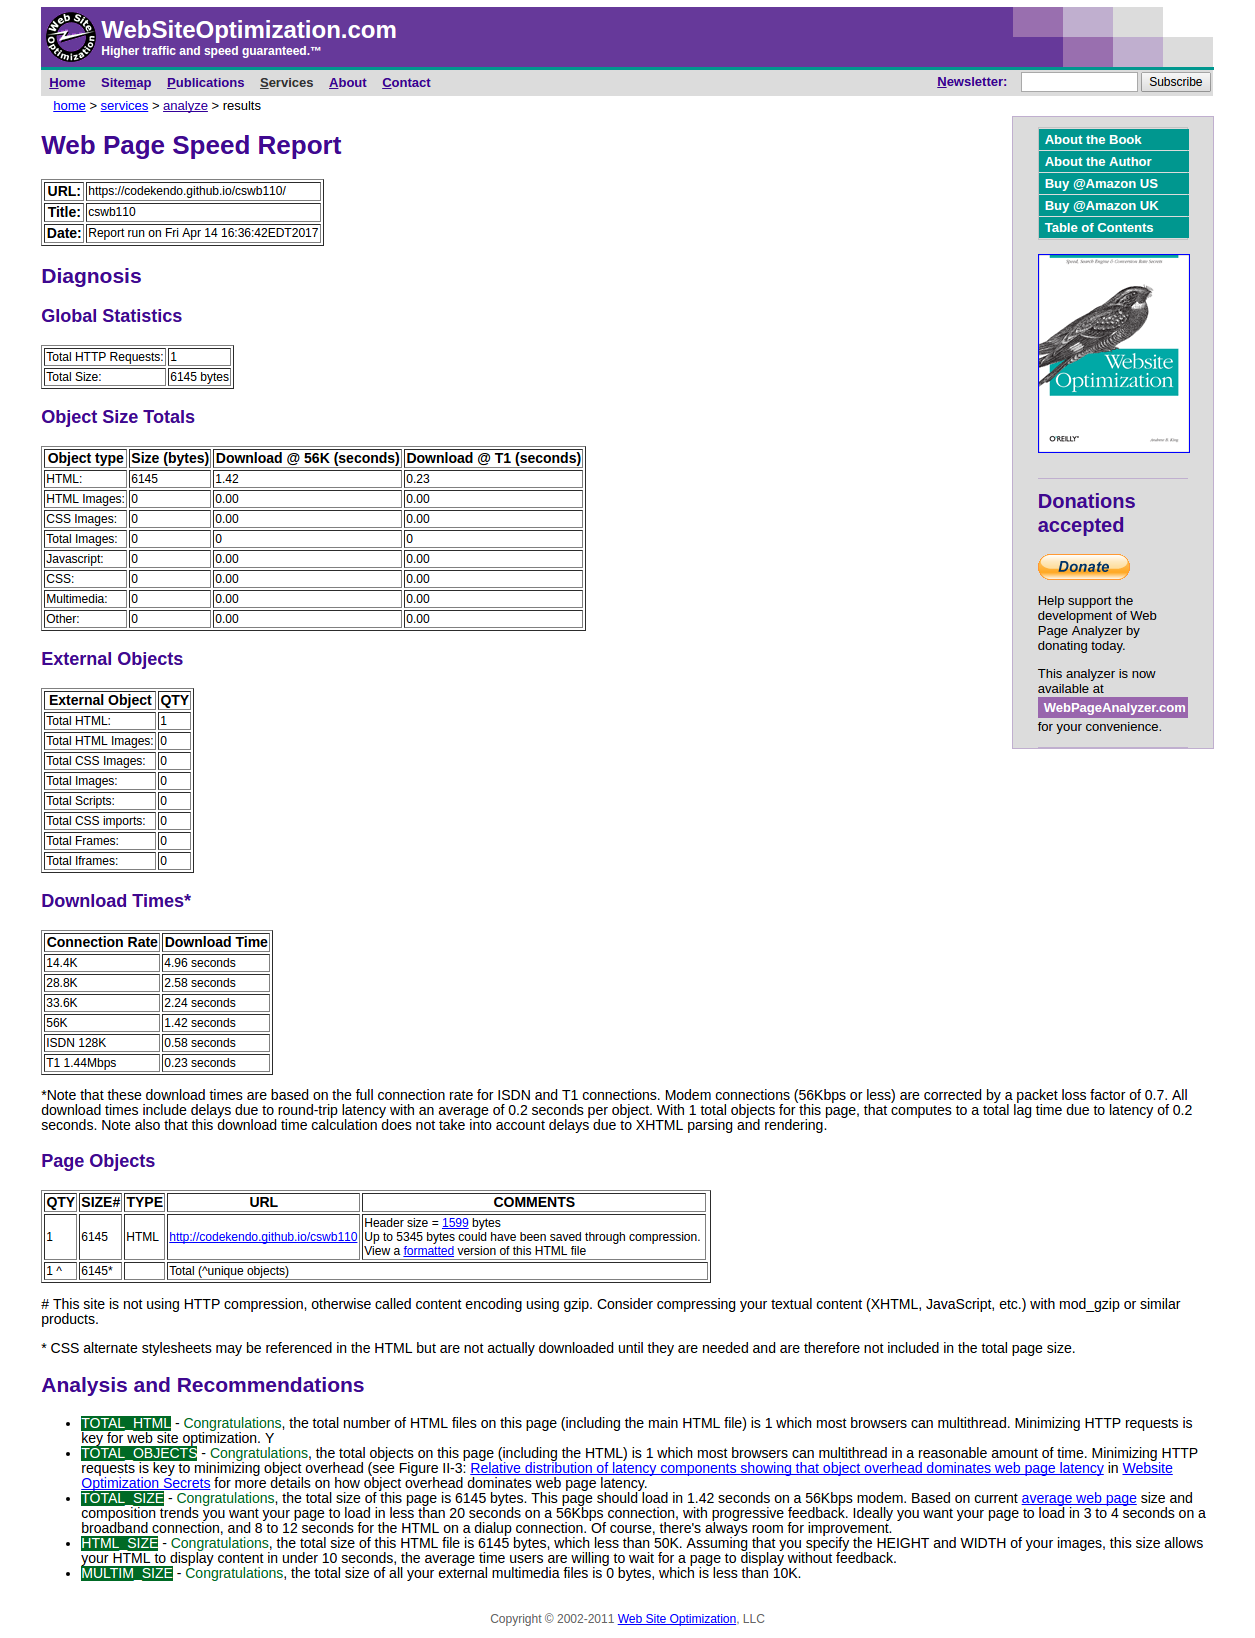 Web Site Optimization
WebSiteOptimization.com
Higher traffic and speed guaranteed.™
Home Sitemap Publications Services About Contact Newsletter: Subscribe
home > services > analyze > results
Web Page Speed Report
URL: https://codekendo.github.io/cswb110/
Title: cswb110
Date: Report run on Fri Apr 14 16:36:42EDT2017
Diagnosis
Global Statistics
Total HTTP Requests: 1
Total Size: 6145 bytes
Object Size Totals
Object type Size (bytes) Download @ 56K (seconds) Download @ T1 (seconds)
HTML: 6145 1.42 0.23
HTML Images: 0 0.00 0.00
CSS Images: 0 0.00 0.00
Total Images: 0 0 0
Javascript: 0 0.00 0.00
CSS: 0 0.00 0.00
Multimedia: 0 0.00 0.00
Other: 0 0.00 0.00
External Objects
External Object QTY
Total HTML: 1
Total HTML Images: 0
Total CSS Images: 0
Total Images: 0
Total Scripts: 0
Total CSS imports: 0
Total Frames: 0
Total Iframes: 0
Download Times*
Connection Rate Download Time
14.4K 4.96 seconds
28.8K 2.58 seconds
33.6K 2.24 seconds
56K 1.42 seconds
ISDN 128K 0.58 seconds
T1 1.44Mbps 0.23 seconds
*Note that these download times are based on the full connection rate for ISDN and T1 connections. Modem connections (56Kbps or less) are corrected by a packet loss factor of 0.7. All
download times include delays due to round-trip latency with an average of 0.2 seconds per object. With 1 total objects for this page, that computes to a total lag time due to latency of 0.2
seconds. Note also that this download time calculation does not take into account delays due to XHTML parsing and rendering.
Page Objects
QTY SIZE# TYPE URL COMMENTS
1 6145 HTML http://codekendo.github.io/cswb110 Header size = 1599 bytes
Up to 5345 bytes could have been saved through compression.
View a formatted version of this HTML file
1 ^ 6145* Total (^unique objects)
# This site is not using HTTP compression, otherwise called content encoding using gzip. Consider compressing your textual content (XHTML, JavaScript, etc.) with mod_gzip or similar
products.
* CSS alternate stylesheets may be referenced in the HTML but are not actually downloaded until they are needed and are therefore not included in the total page size.
Analysis and Recommendations
• TOTAL_HTML - Congratulations, the total number of HTML files on this page (including the main HTML file) is 1 which most browsers can multithread. Minimizing HTTP requests is
key for web site optimization. Y
• TOTAL_OBJECTS - Congratulations, the total objects on this page (including the HTML) is 1 which most browsers can multithread in a reasonable amount of time. Minimizing HTTP
requests is key to minimizing object overhead (see Figure II-3: Relative distribution of latency components showing that object overhead dominates web page latency) in Website
Optimization Secrets for more details on how object overhead dominates web page latency.
• TOTAL_SIZE - Congratulations, the total size of this page is 6145 bytes. This page should load in 1.42 seconds on a 56Kbps modem. Based on current average web page size and
composition trends you want your page to load in less than 20 seconds on a 56Kbps connection, with progressive feedback. Ideally you want your page to load in 3 to 4 seconds on a
broadband connection, and 8 to 12 seconds for the HTML on a dialup connection. Of course, there's always room for improvement.
• HTML_SIZE - Congratulations, the total size of this HTML file is 6145 bytes, which less than 50K. Assuming that you specify the HEIGHT and WIDTH of your images, this size allows
your HTML to display content in under 10 seconds, the average time users are willing to wait for a page to display without feedback.
• MULTIM_SIZE - Congratulations, the total size of all your external multimedia files is 0 bytes, which is less than 10K.
About the Book
About the Author
Buy @Amazon US
Buy @Amazon UK
Table of Contents
Speed, Search Engine & Conversion Rate Secrets
Website
Optimization
O'REILLY®
Andrew B. King
Donations
accepted
Donate
Help support the
development of Web
Page Analyzer by
donating today.
This analyzer is now
available at
WebPageAnalyzer.com
for your convenience.
Copyright © 2002-2011 Web Site Optimization, LLC